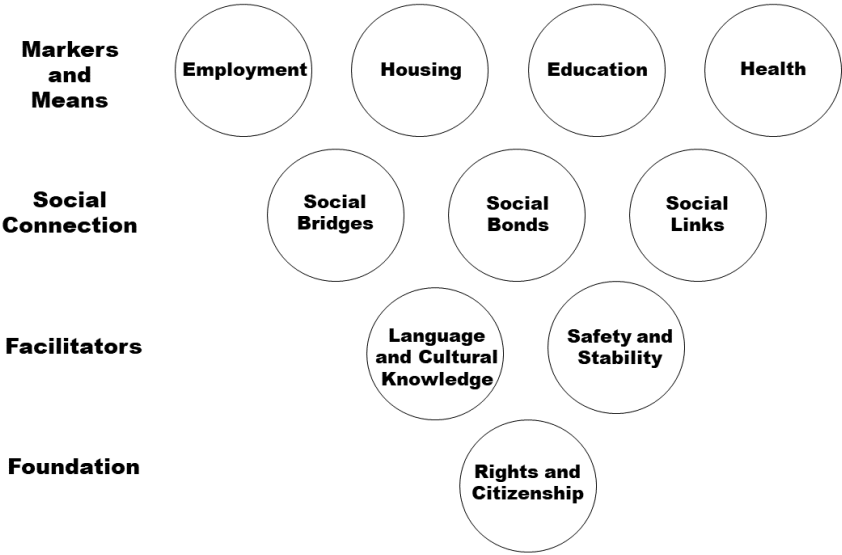 Markers
and
Means
Employment
Housing
Education
Health
Social
Connection
Social
Bridges
Social
Bonds
Social
Links
Facilitators
Language
and Cultural
Knowledge
Safety and
Stability
Foundation
Rights and
Citizenship